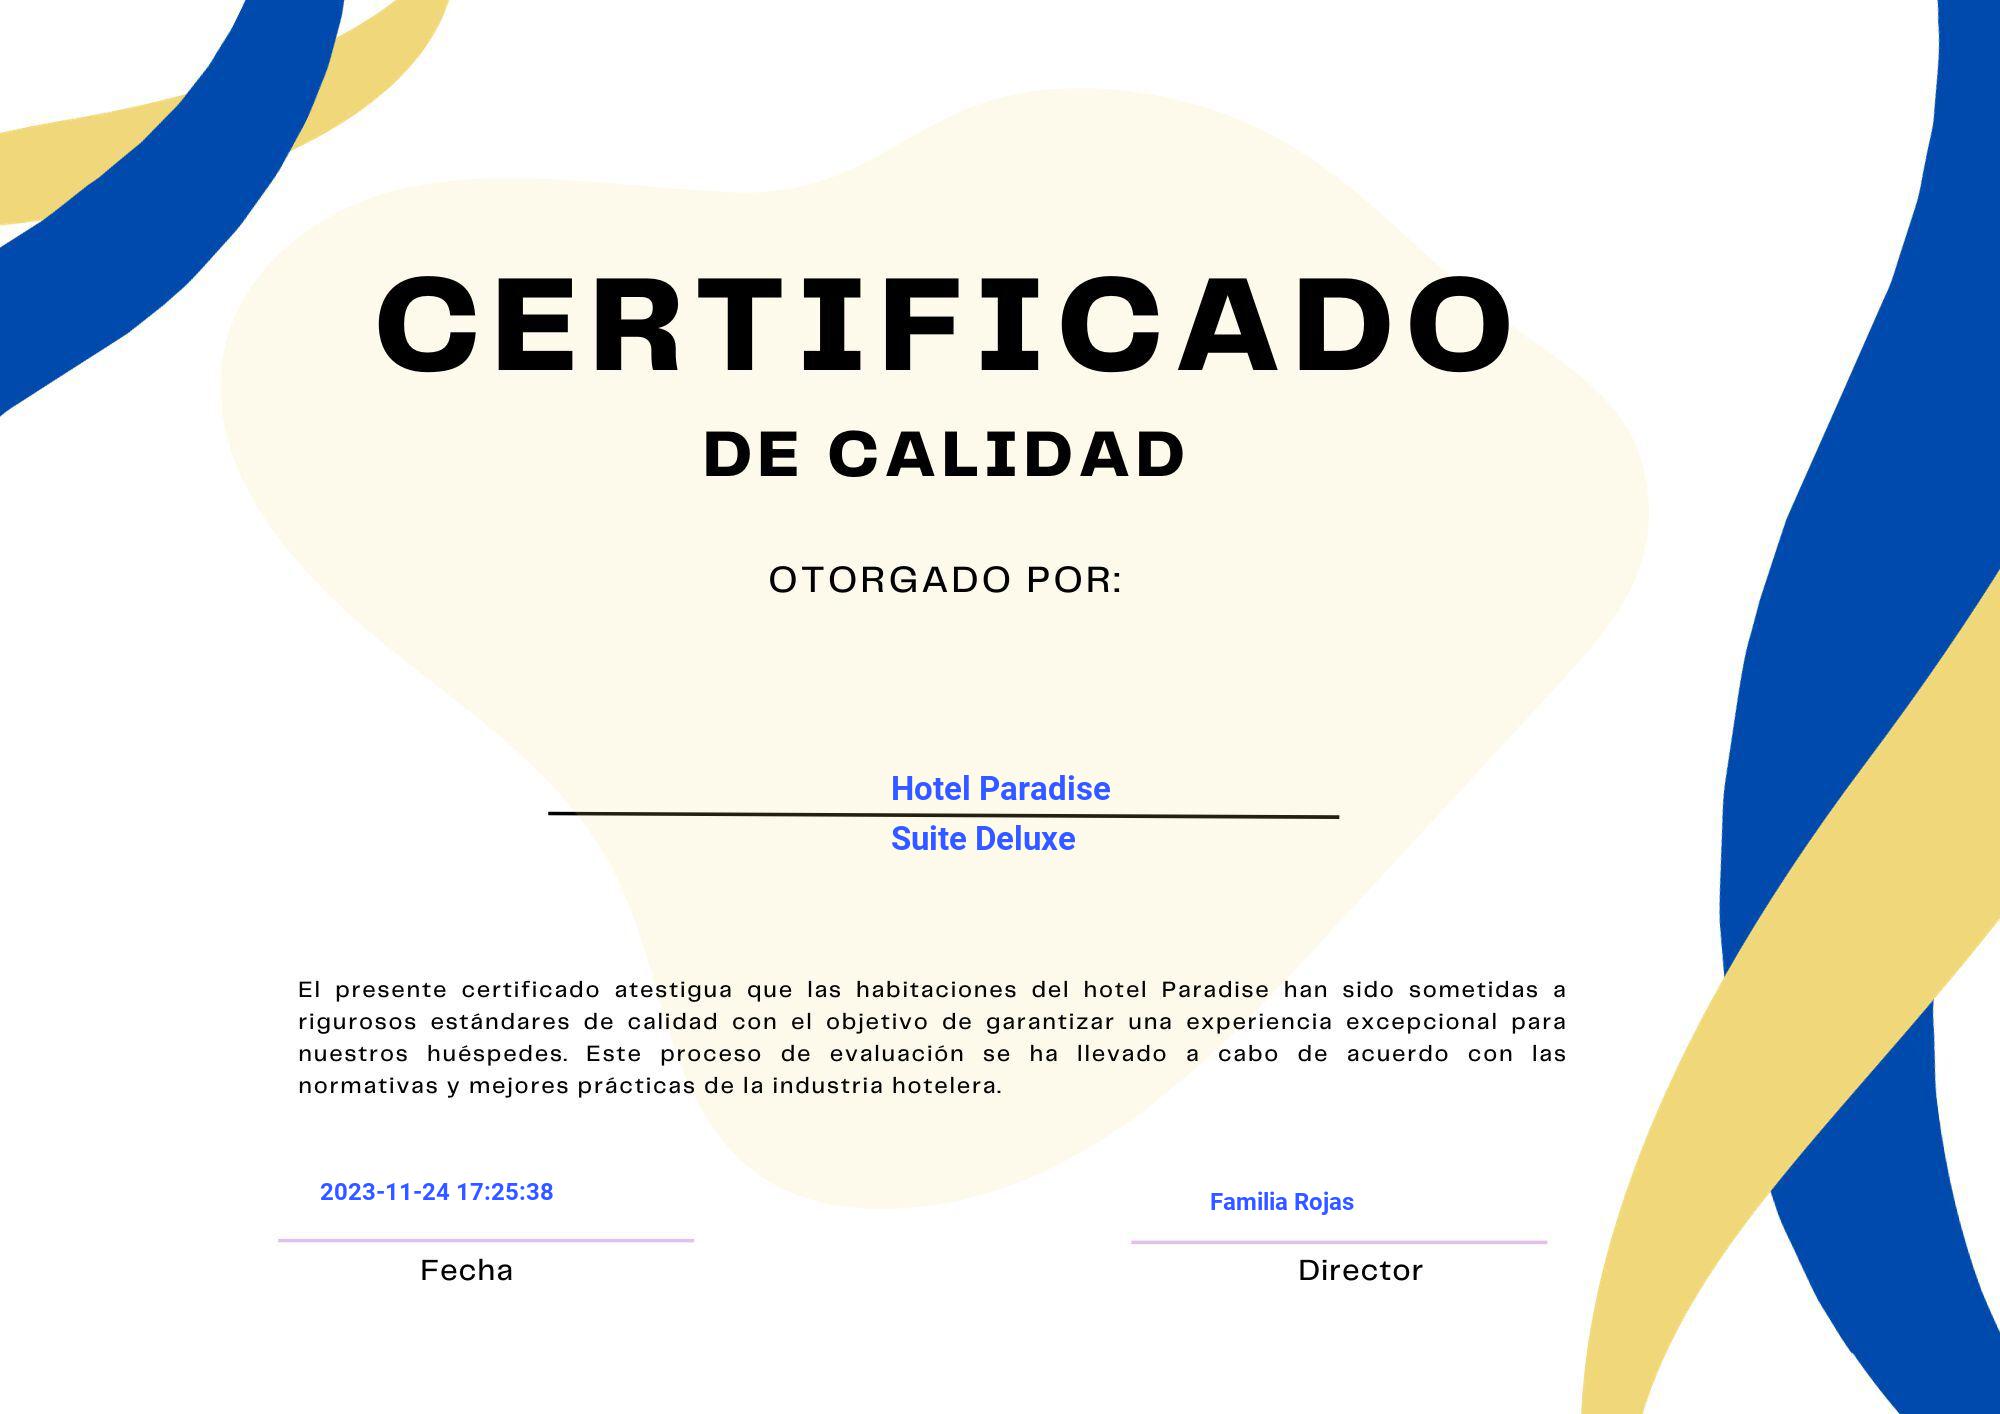 CERTIFICADO
DE CALIDAD
OTORGADO POR:
Hotel Paradise
Suite Deluxe
El presente certificado atestigua que las habitaciones del hotel Paradise han sido sometidas a
rigurosos estándares de calidad con el objetivo de garantizar una experiencia excepcional para
nuestros huéspedes. Este proceso de evaluación se ha llevado a cabo de acuerdo con las
normativas y mejores prácticas de la industria hotelera.
2023-11-24 17:25:38
Familia Rojas
Fecha
Director